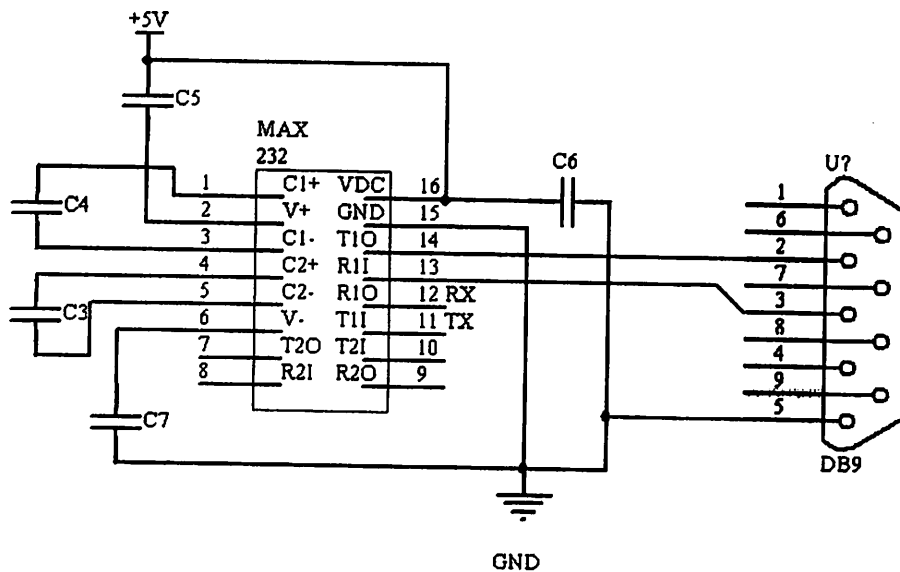 +5V
C5
MAX
232
C6
U?
C4
1 C1+ VDC 16
2 V+ GND 15
3 C1- T1O 14
4 C2+ R1I 13
5 C2- R1O 12 RX
6 V- T1I 11 TX
7 T2O T2I 10
8 R2I R2O 9
C3
C7
1
6
2
7
3
8
4
9
5
DB9
GND